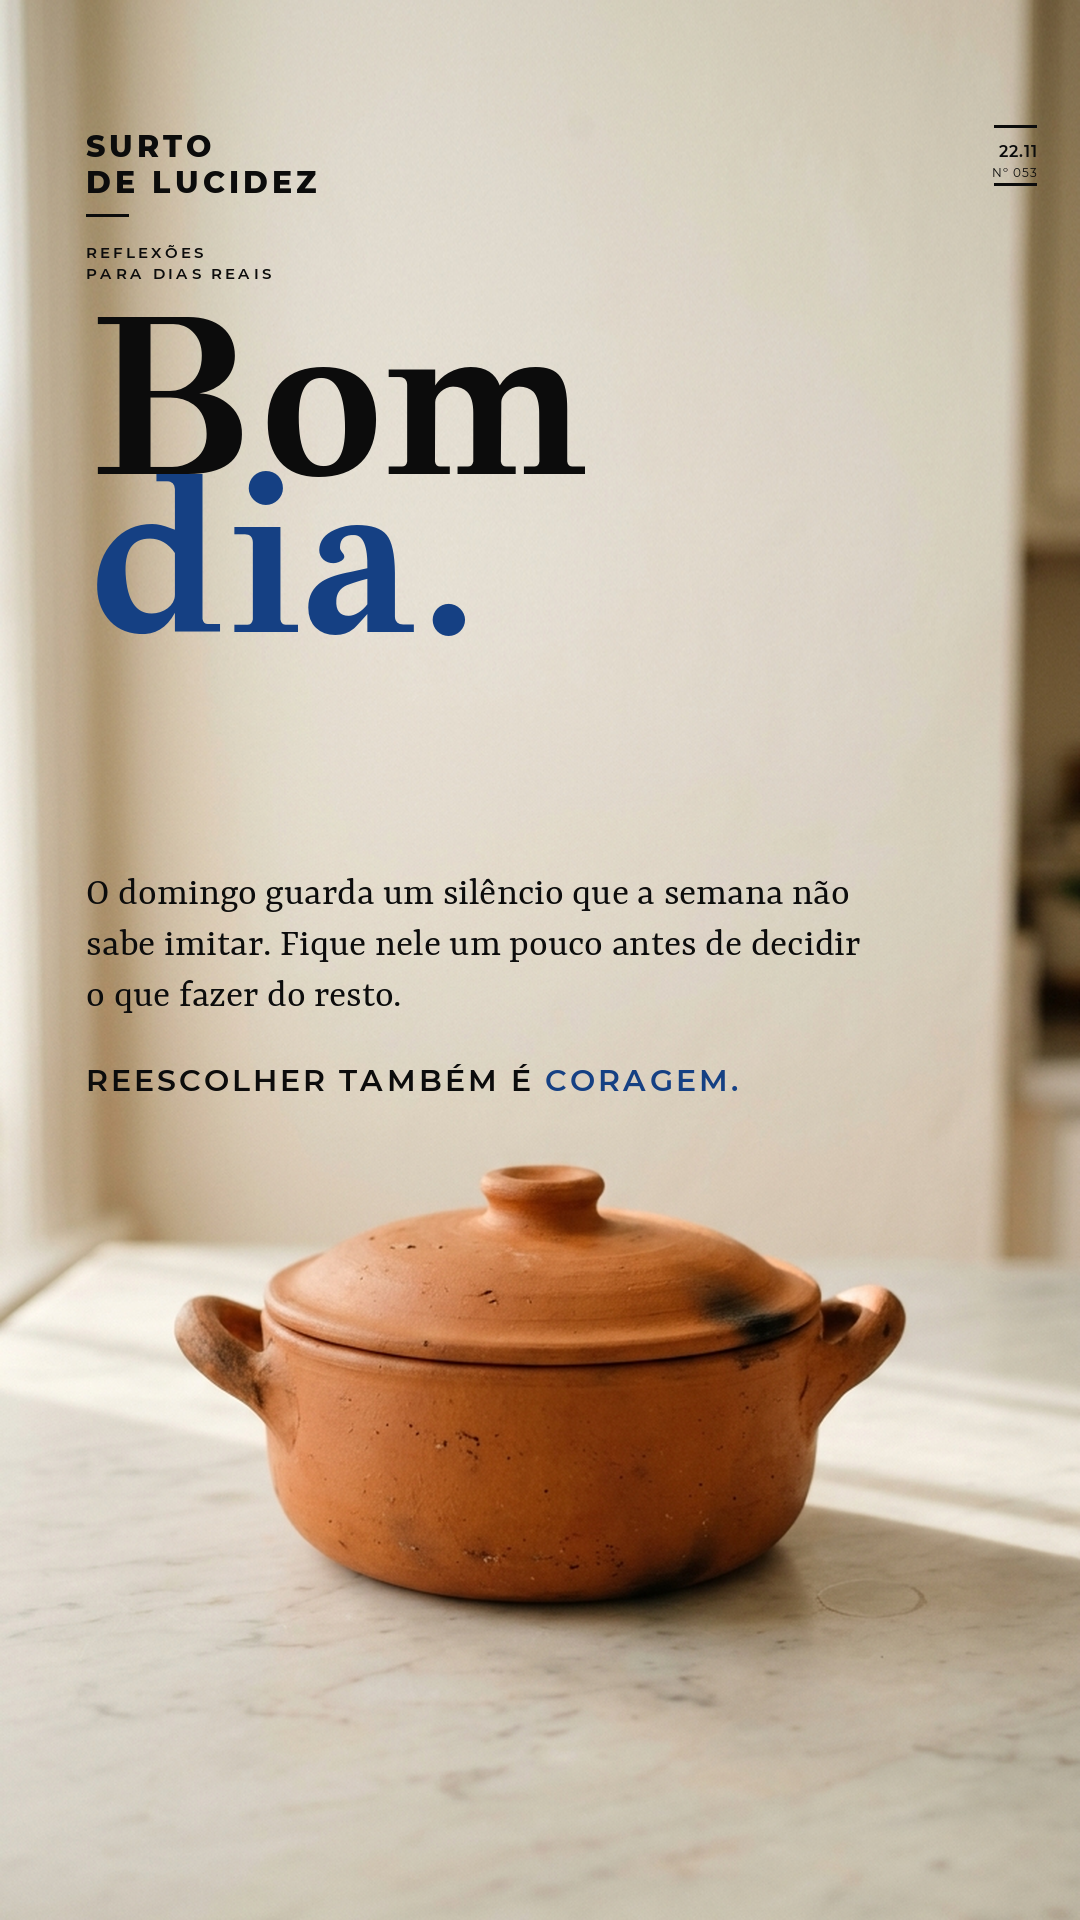 SURTO
DE LUCIDEZ
22.11
Nº 053
REFLEXÕES
PARA DIAS REAIS
Bom
dia.
O domingo guarda um silêncio que a semana não
sabe imitar. Fique nele um pouco antes de decidir
o que fazer do resto.
REESCOLHER TAMBÉM É CORAGEM.